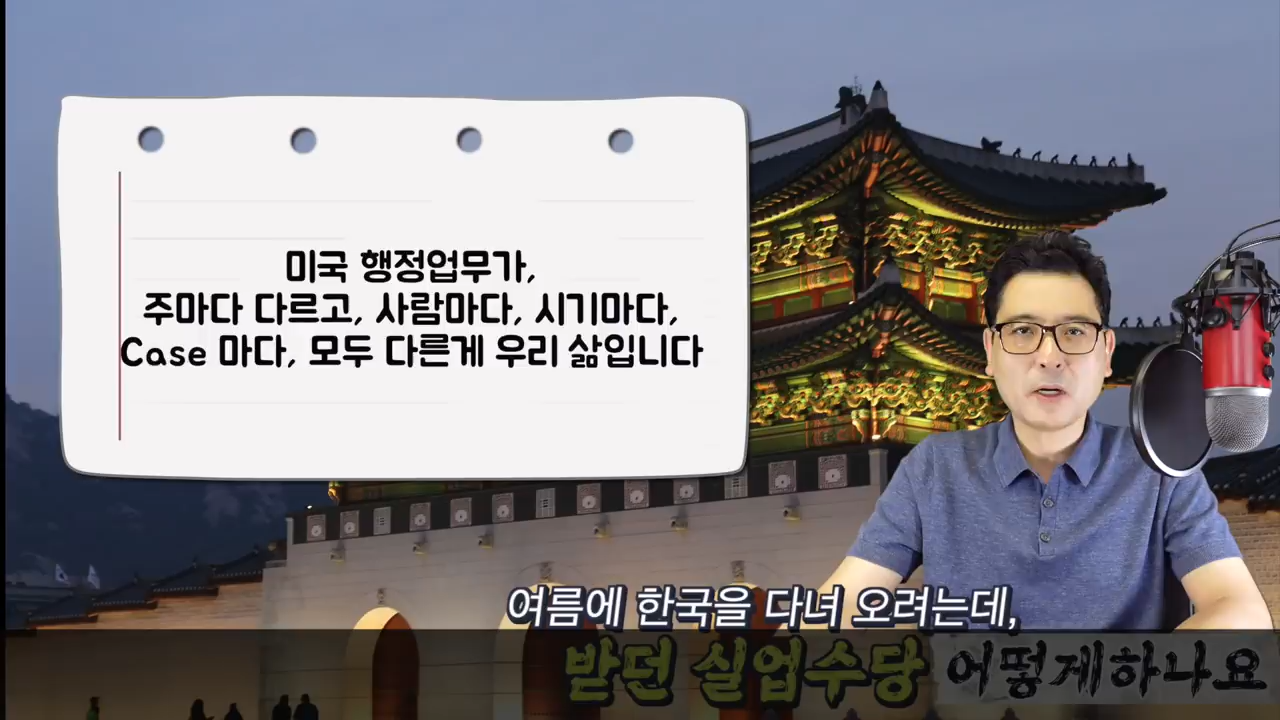 미국 행정업무가,
주마다 다르고, 사람마다, 시기마다,
Case 마다, 모두 다른게 우리 삶입니다
여름에 한국을 다녀 오려는데,
받던 실업수당 어떻게하나요